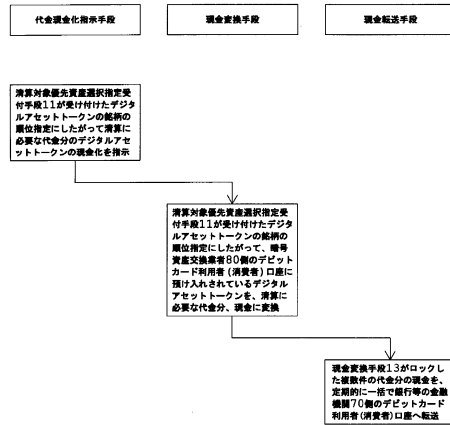 代金現金化指示手段
現金変換手段
現金転送手段
清算対象優先資産選択指定受
付手段11が受け付けたデジタ
ルアセットトークンの銘柄の
順位指定にしたがって清算に
必要な代金分のデジタルアセ
ットトークンの現金化を指示
清算対象優先資産選択指定受
付手段11が受け付けたデジタ
ルアセットトークンの銘柄の
順位指定にしたがって、暗号
資産交換業者80側のデビット
カード利用者(消費者)口座に
預け入れされているデジタル
アセットトークンを、清算に
必要な代金分、現金に変換
現金変換手段13がロックし
た複数件の代金分の現金を、
定期的に一括で銀行等の金融
機関70側のデビットカード
利用者(消費者)口座へ転送